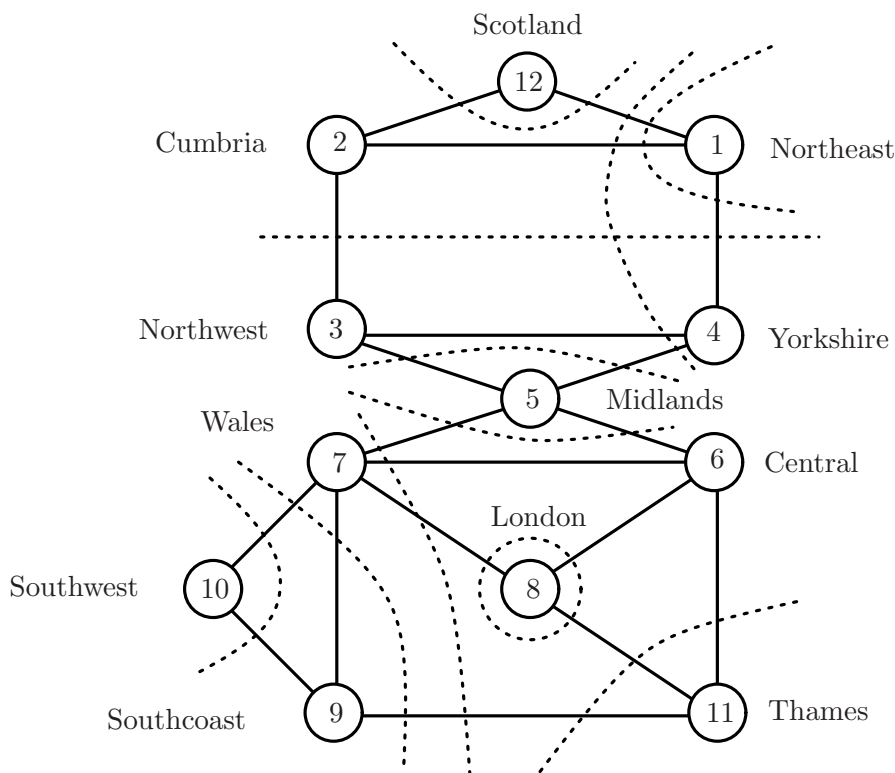 Scotland
12
Cumbria
2
1
Northeast
Northwest
3
4
Yorkshire
5
Midlands
Wales
7
6
Central
London
Southwest
10
8
Southcoast
9
11
Thames